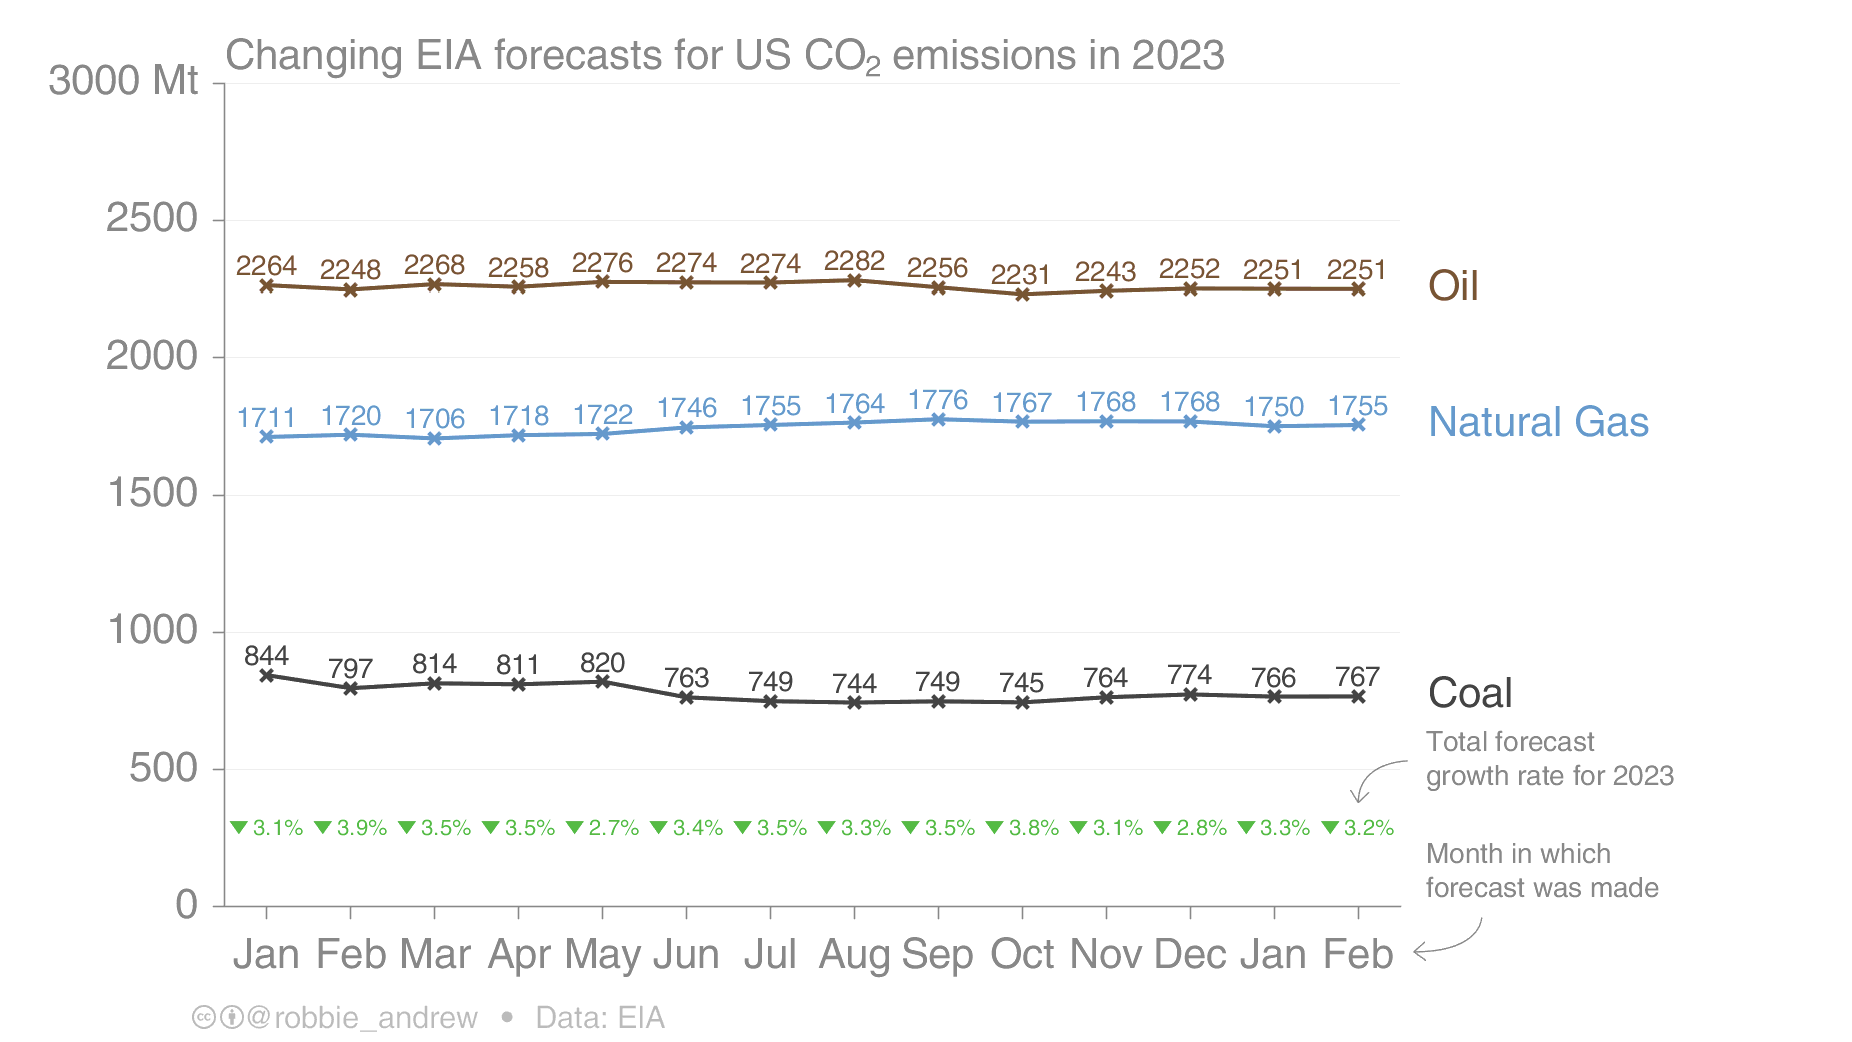 Changing EIA forecasts for US CO₂ emissions in 2023
3000 Mt
2500
2000
1500
1000
500
0
2264 2248 2268 2258 2276 2274 2274 2282 2256 2231 2243 2252 2251 2251
Oil
1711 1720 1706 1718 1722 1746 1755 1764 1776 1767 1768 1768 1750 1755
Natural Gas
844 797 814 811 820 763 749 744 749 745 764 774 766 767
Coal
Total forecast
growth rate for 2023
▼ 3.1% ▼ 3.9% ▼ 3.5% ▼ 3.5% ▼ 2.7% ▼ 3.4% ▼ 3.5% ▼ 3.3% ▼ 3.5% ▼ 3.8% ▼ 3.1% ▼ 2.8% ▼ 3.3% ▼ 3.2%
Month in which
forecast was made
Jan Feb Mar Apr May Jun Jul Aug Sep Oct Nov Dec Jan Feb
cc @robbie_andrew • Data: EIA